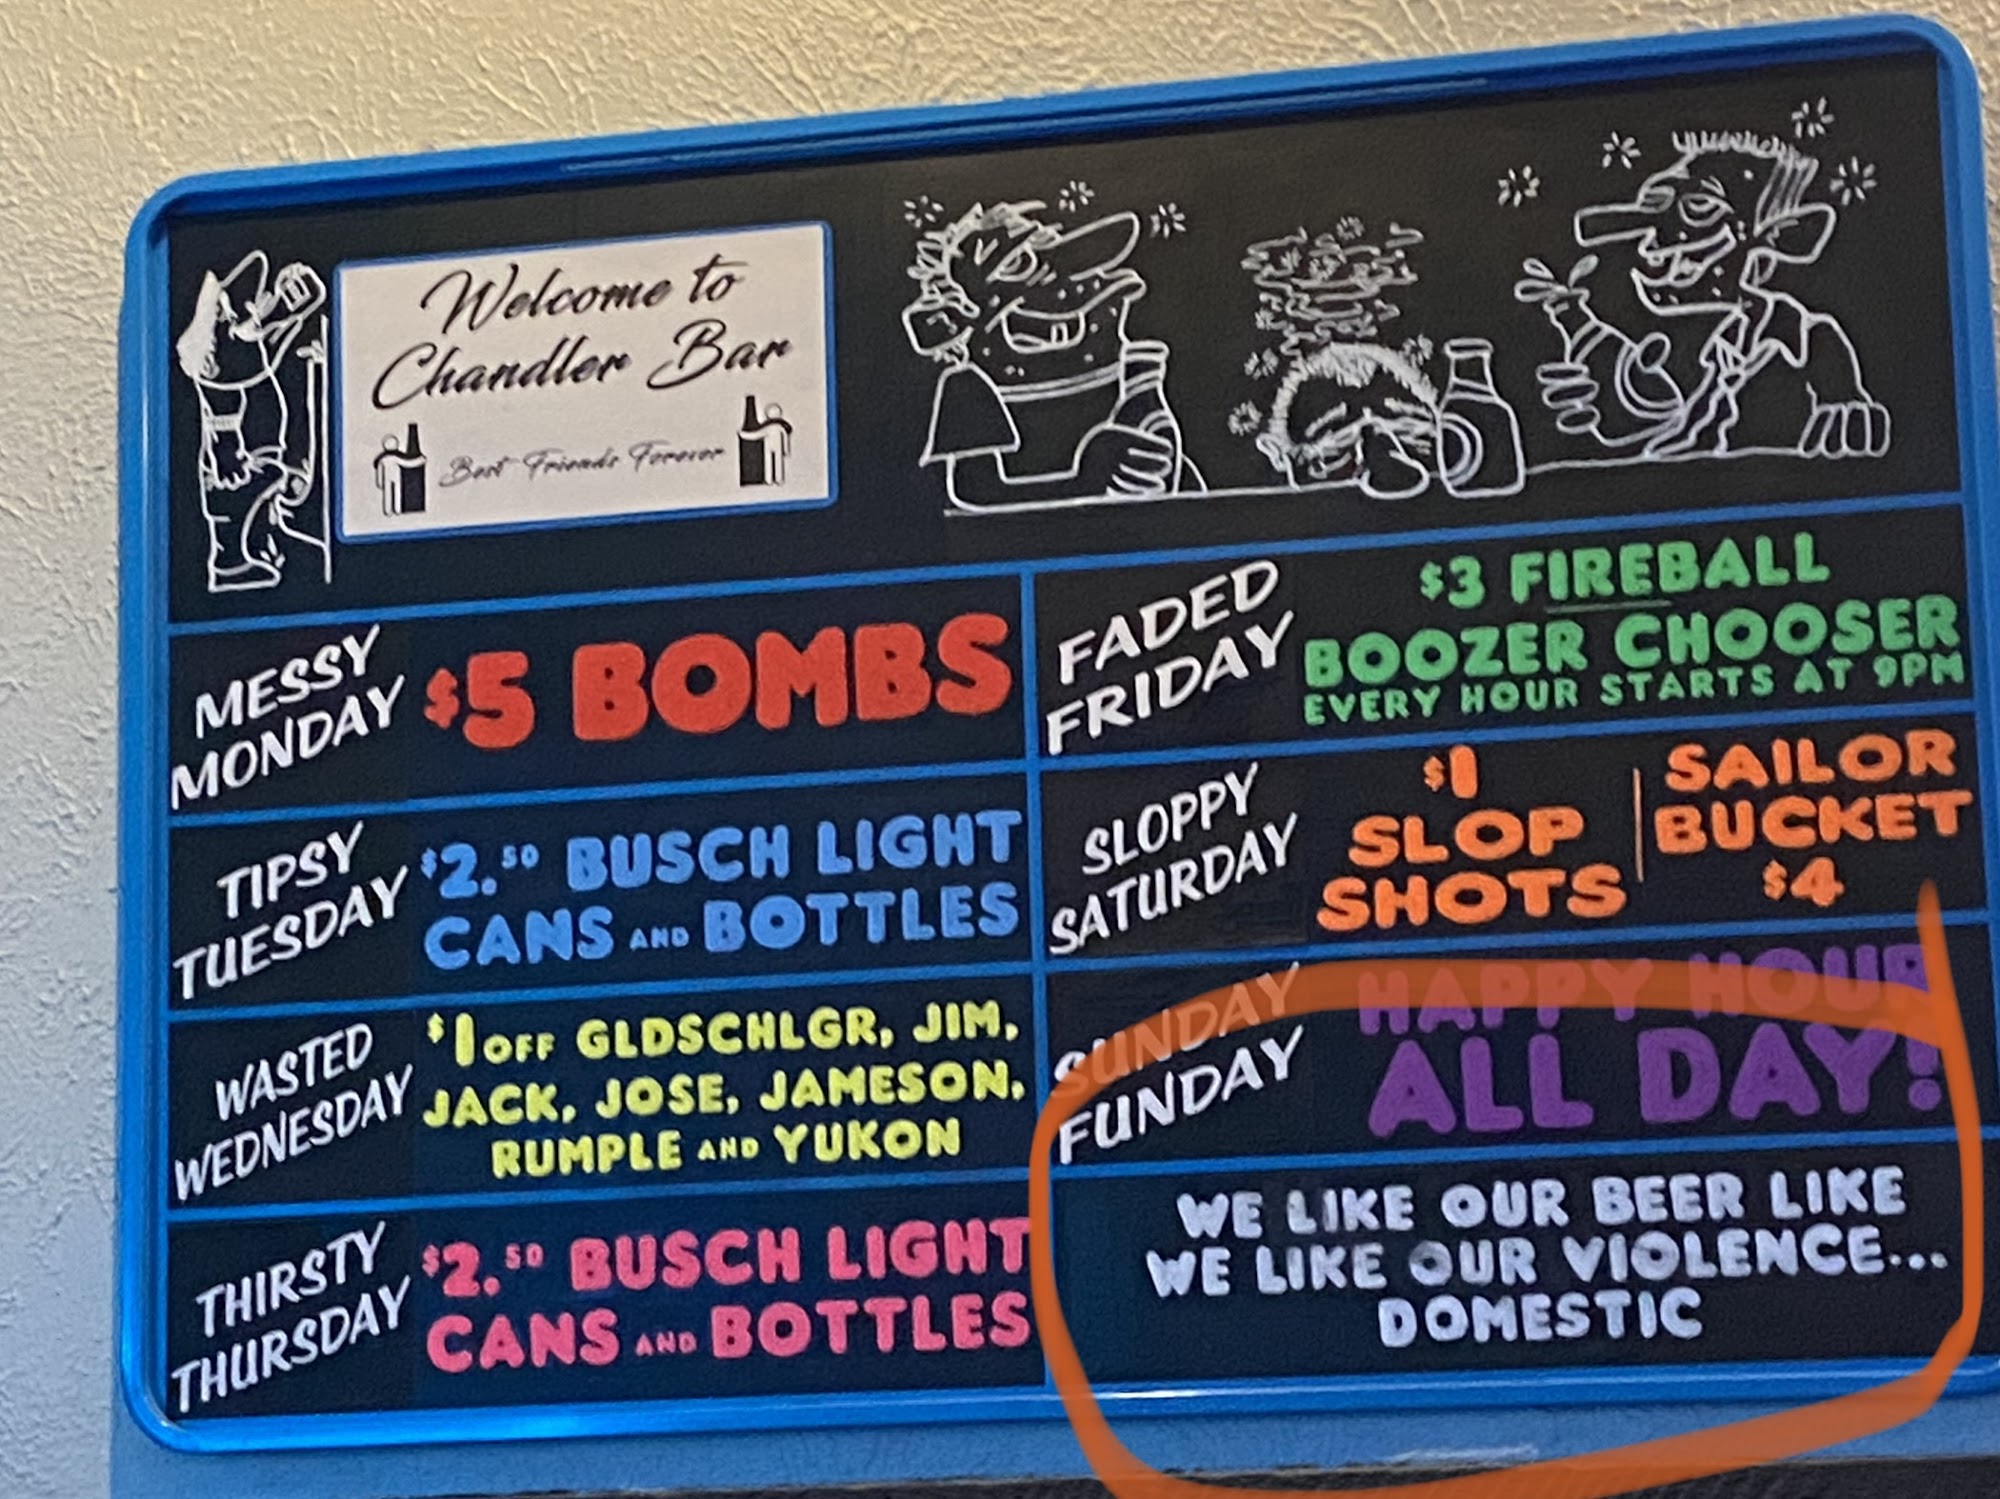 Welcome to
Chandler Bar
Best Friends Forever
MESSY
MONDAY
$5 BOMBS
TIPSY
TUESDAY
$2.50 BUSCH LIGHT
CANS AND BOTTLES
WASTED
WEDNESDAY
$1 OFF GLDSCHLGR, JIM,
JACK, JOSE, JAMESON,
RUMPLE AND YUKON
THIRSTY
THURSDAY
$2.50 BUSCH LIGHT
CANS AND BOTTLES
FADED
FRIDAY
$3 FIREBALL
BOOZER CHOOSER
EVERY HOUR STARTS AT 9PM
SLOPPY
SATURDAY
$1
SLOP
SHOTS
SAILOR
BUCKET
$4
SUNDAY
FUNDAY
HAPPY HOUR
ALL DAY!
WE LIKE OUR BEER LIKE
WE LIKE OUR VIOLENCE...
DOMESTIC